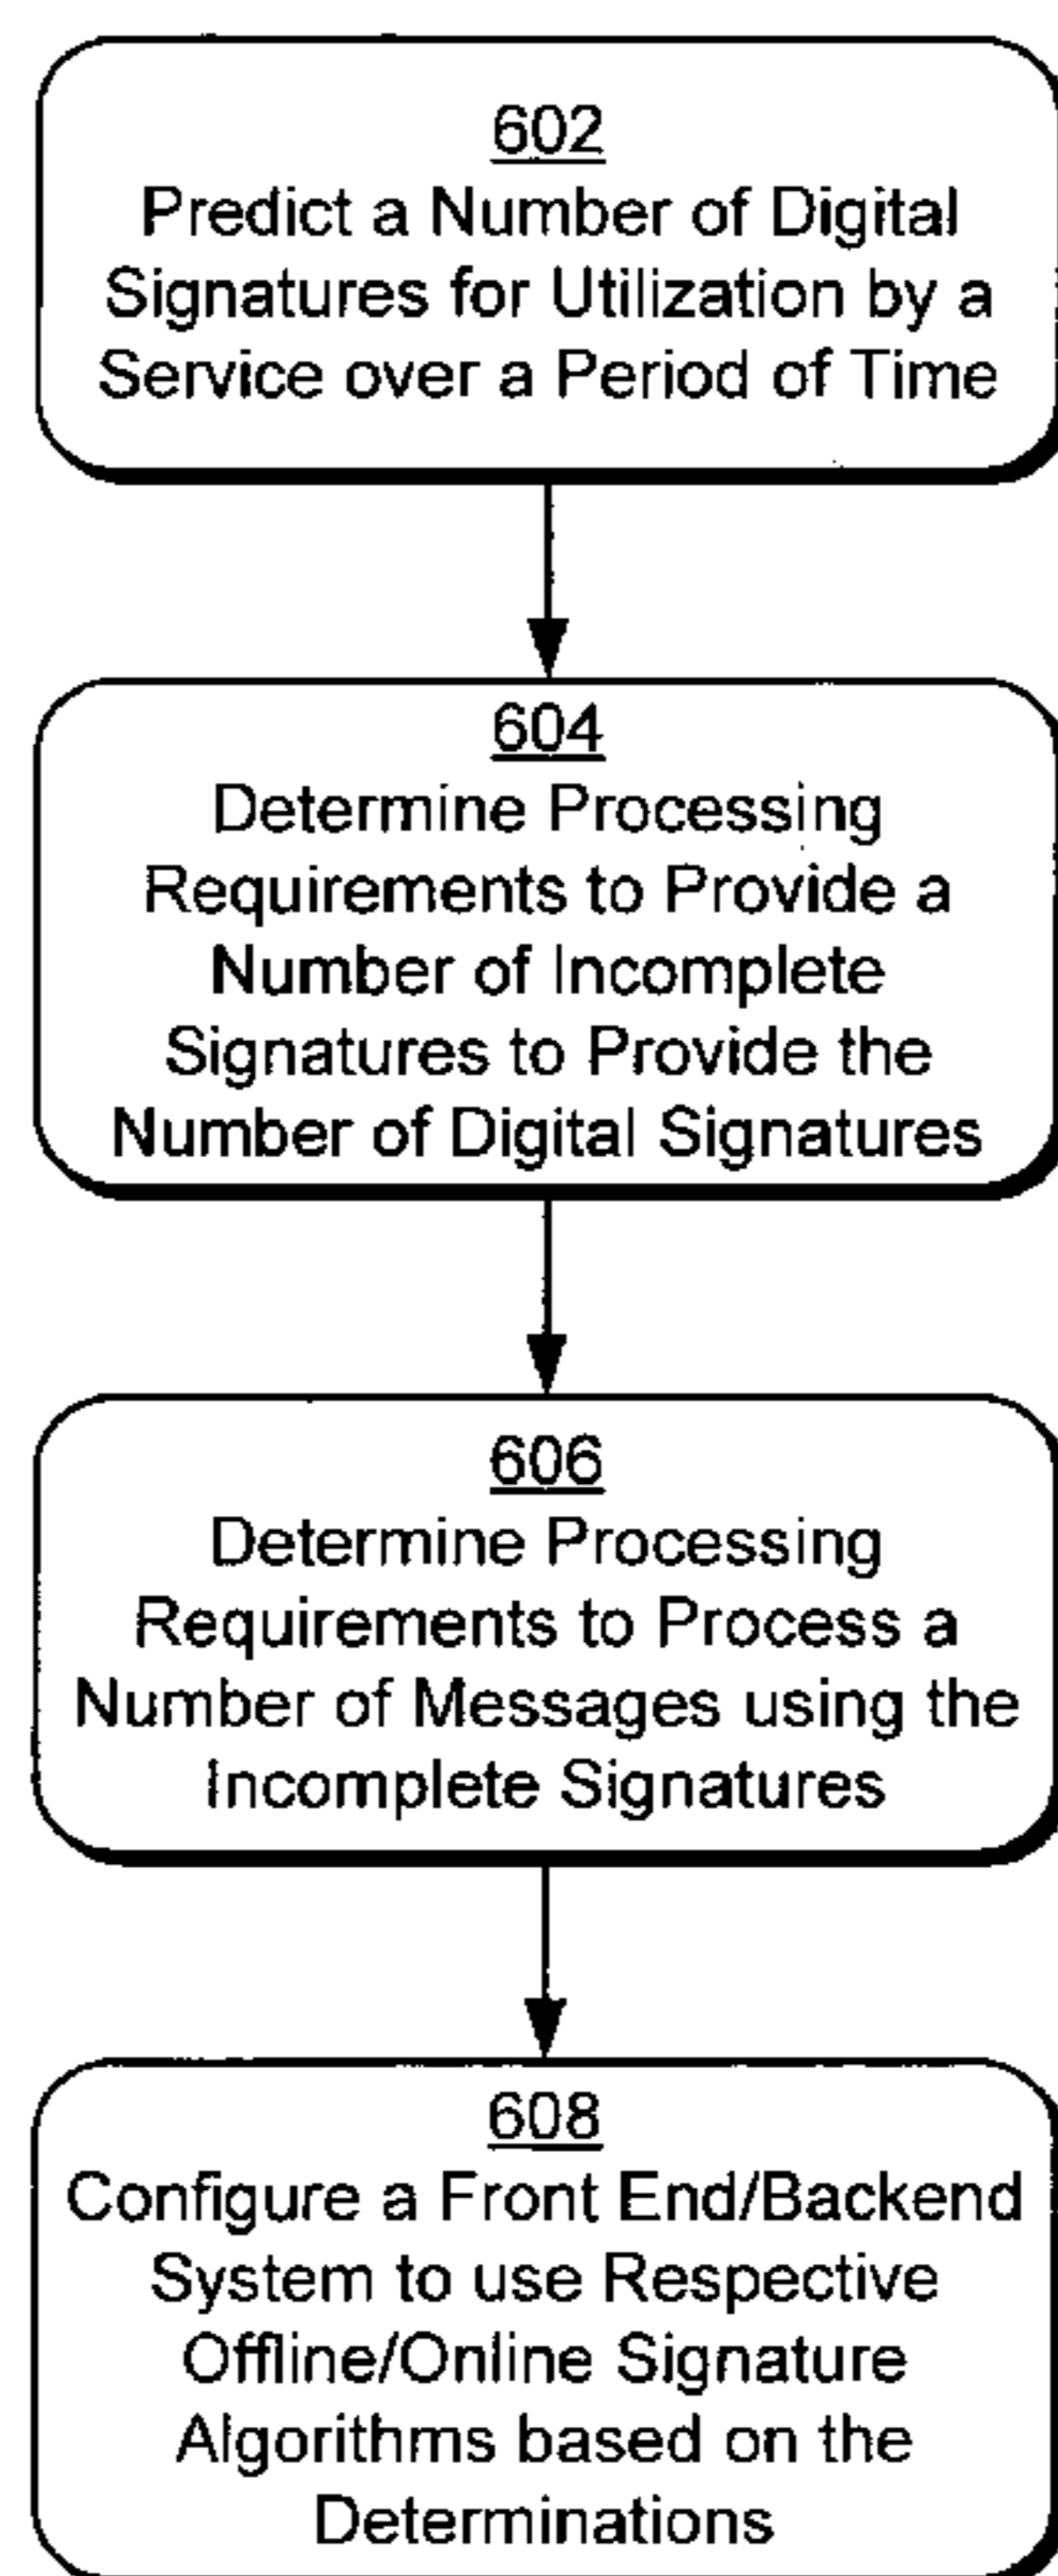 602
Predict a Number of Digital
Signatures for Utilization by a
Service over a Period of Time
604
Determine Processing
Requirements to Provide a
Number of Incomplete
Signatures to Provide the
Number of Digital Signatures
606
Determine Processing
Requirements to Process a
Number of Messages using the
Incomplete Signatures
608
Configure a Front End/Backend
System to use Respective
Offline/Online Signature
Algorithms based on the
Determinations